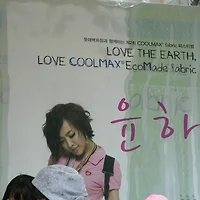 LOVE THE EARTH,
LOVE COOLMAX® EcoMade fabric
윤하